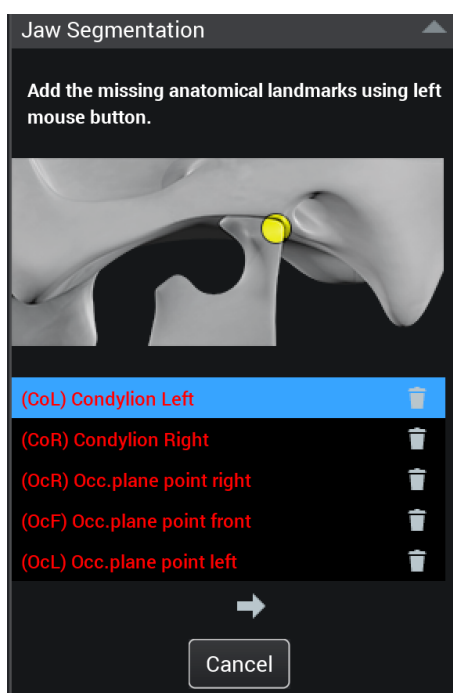 Jaw Segmentation
Add the missing anatomical landmarks using left
mouse button.
(CoL) Condylion Left
(CoR) Condylion Right
(OcR) Occ.plane point right
(OcF) Occ.plane point front
(OcL) Occ.plane point left
Cancel